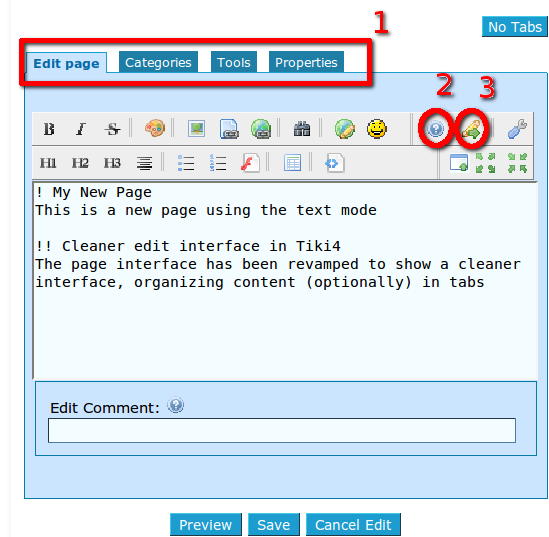 1
No Tabs
Edit page Categories Tools Properties
2 3
B I S
H1 H2 H3
! My New Page
This is a new page using the text mode
!! Cleaner edit interface in Tiki4
The page interface has been revamped to show a cleaner
interface, organizing content (optionally) in tabs
Edit Comment: ?
Preview Save Cancel Edit